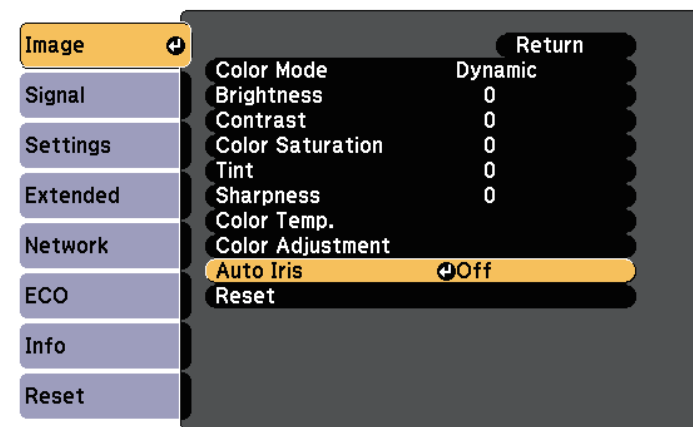 Image
Signal
Settings
Extended
Network
ECO
Info
Reset
Return
Color Mode Dynamic
Brightness 0
Contrast 0
Color Saturation 0
Tint 0
Sharpness 0
Color Temp.
Color Adjustment
Auto Iris Off
Reset